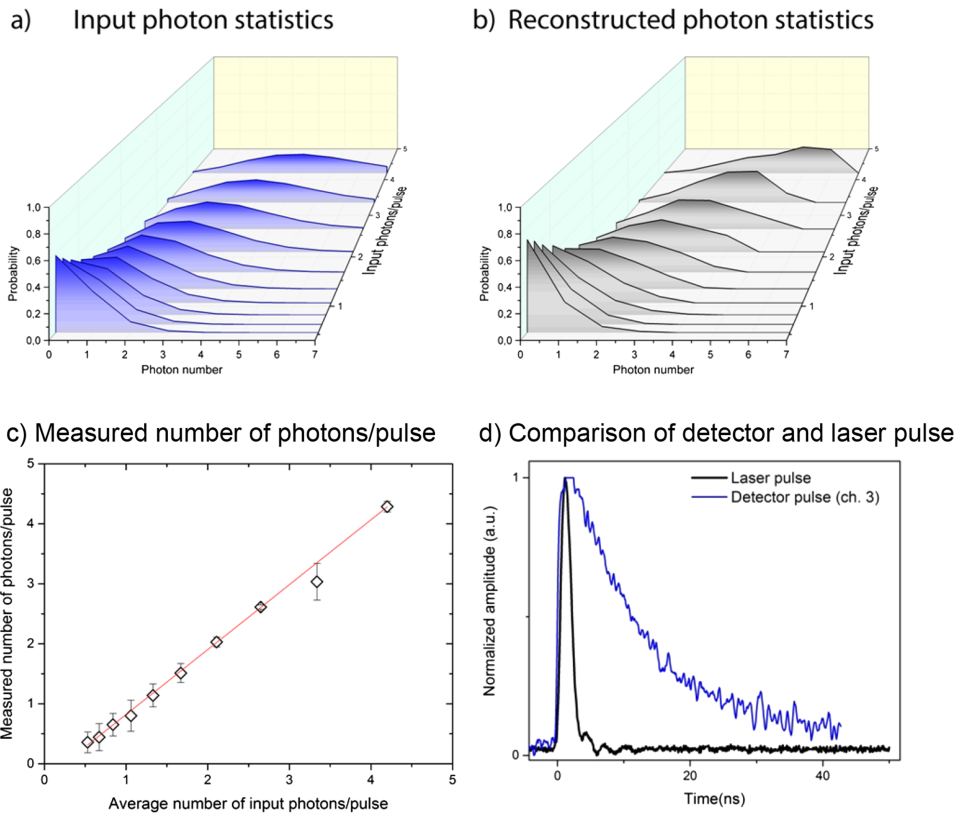 a) Input photon statistics
b) Reconstructed photon statistics
5
4
3
2
1
Input photons/pulse
1,0
0,8
0,6
0,4
0,2
0,0
Probability
0 1 2 3 4 5 6 7
Photon number
5
4
3
2
1
Input photons/pulse
1,0
0,8
0,6
0,4
0,2
0,0
Probability
0 1 2 3 4 5 6 7
Photon number
c) Measured number of photons/pulse
5
4
3
2
1
0
Measured number of photons/pulse
0 1 2 3 4 5
Average number of input photons/pulse
d) Comparison of detector and laser pulse
Laser pulse
Detector pulse (ch. 3)
1
0
Normalized amplitude (a.u.)
0 20 40
Time(ns)